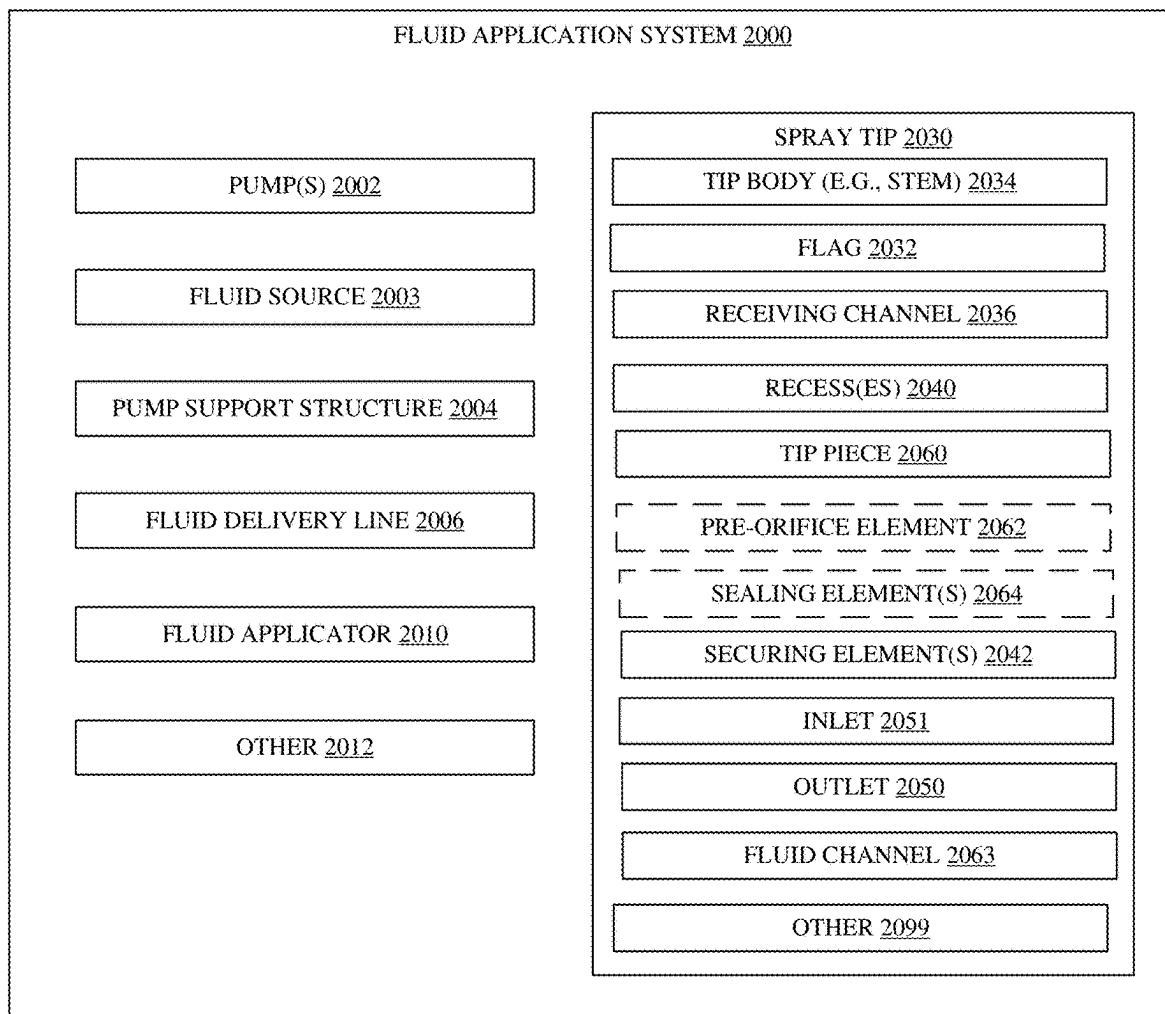 FLUID APPLICATION SYSTEM 2000
PUMP(S) 2002
FLUID SOURCE 2003
PUMP SUPPORT STRUCTURE 2004
FLUID DELIVERY LINE 2006
FLUID APPLICATOR 2010
OTHER 2012
SPRAY TIP 2030
TIP BODY (E.G., STEM) 2034
FLAG 2032
RECEIVING CHANNEL 2036
RECESS(ES) 2040
TIP PIECE 2060
PRE-ORIFICE ELEMENT 2062
SEALING ELEMENT(S) 2064
SECURING ELEMENT(S) 2042
INLET 2051
OUTLET 2050
FLUID CHANNEL 2063
OTHER 2099